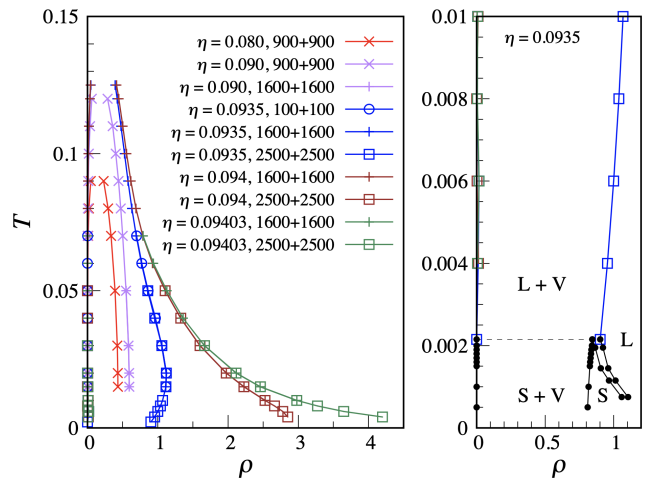 0.15
0.1
0.05
0
T
0
1
2
3
4
ρ
η = 0.080, 900+900
η = 0.090, 900+900
η = 0.090, 1600+1600
η = 0.0935, 100+100
η = 0.0935, 1600+1600
η = 0.0935, 2500+2500
η = 0.094, 1600+1600
η = 0.094, 2500+2500
η = 0.09403, 1600+1600
η = 0.09403, 2500+2500
0.01
0.008
0.006
0.004
0.002
0
η = 0.0935
L + V
L
S + V
S
0
0.5
1
ρ